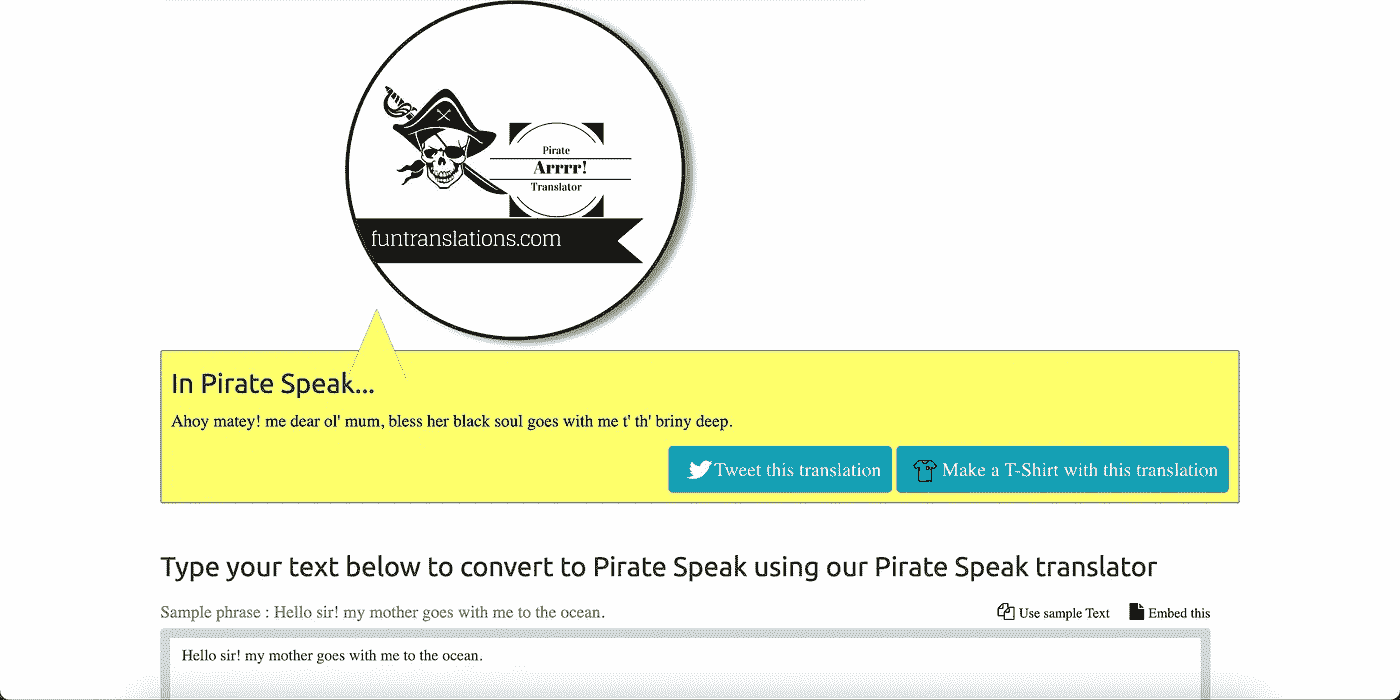 Pirate
Arrrr!
Translator
funtranslations.com
In Pirate Speak...
Ahoy matey! me dear ol' mum, bless her black soul goes with me t' th' briny deep.
Tweet this translation
Make a T-Shirt with this translation
Type your text below to convert to Pirate Speak using our Pirate Speak translator
Sample phrase : Hello sir! my mother goes with me to the ocean.
Use sample Text
Embed this
Hello sir! my mother goes with me to the ocean.